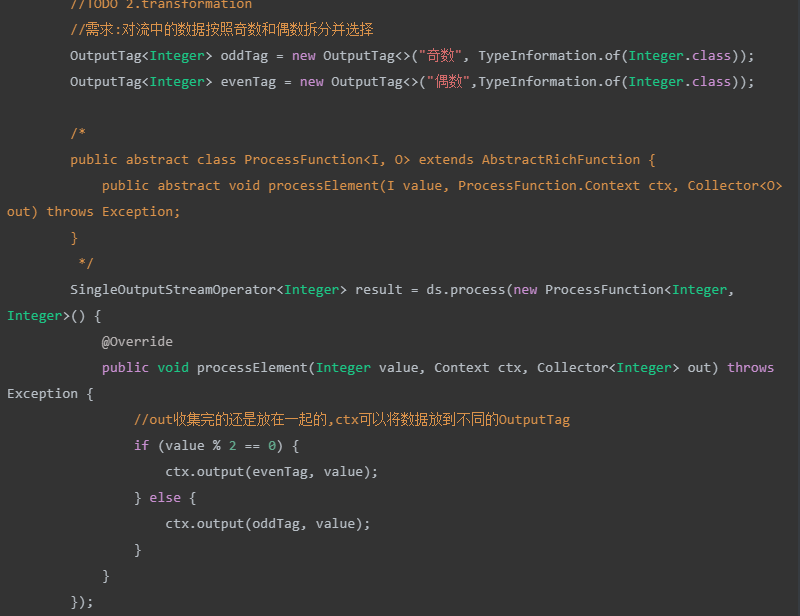 //TODO 2.transformation
//需求:对流中的数据按照奇数和偶数拆分并选择
OutputTag<Integer> oddTag = new OutputTag<>("奇数", TypeInformation.of(Integer.class));
OutputTag<Integer> evenTag = new OutputTag<>("偶数",TypeInformation.of(Integer.class));
/*
public abstract class ProcessFunction<I, O> extends AbstractRichFunction {
public abstract void processElement(I value, ProcessFunction.Context ctx, Collector<O>
out) throws Exception;
}
*/
SingleOutputStreamOperator<Integer> result = ds.process(new ProcessFunction<Integer,
Integer>() {
@Override
public void processElement(Integer value, Context ctx, Collector<Integer> out) throws
Exception {
//out收集完的还是放在一起的,ctx可以将数据放到不同的OutputTag
if (value % 2 == 0) {
ctx.output(evenTag, value);
} else {
ctx.output(oddTag, value);
}
}
});